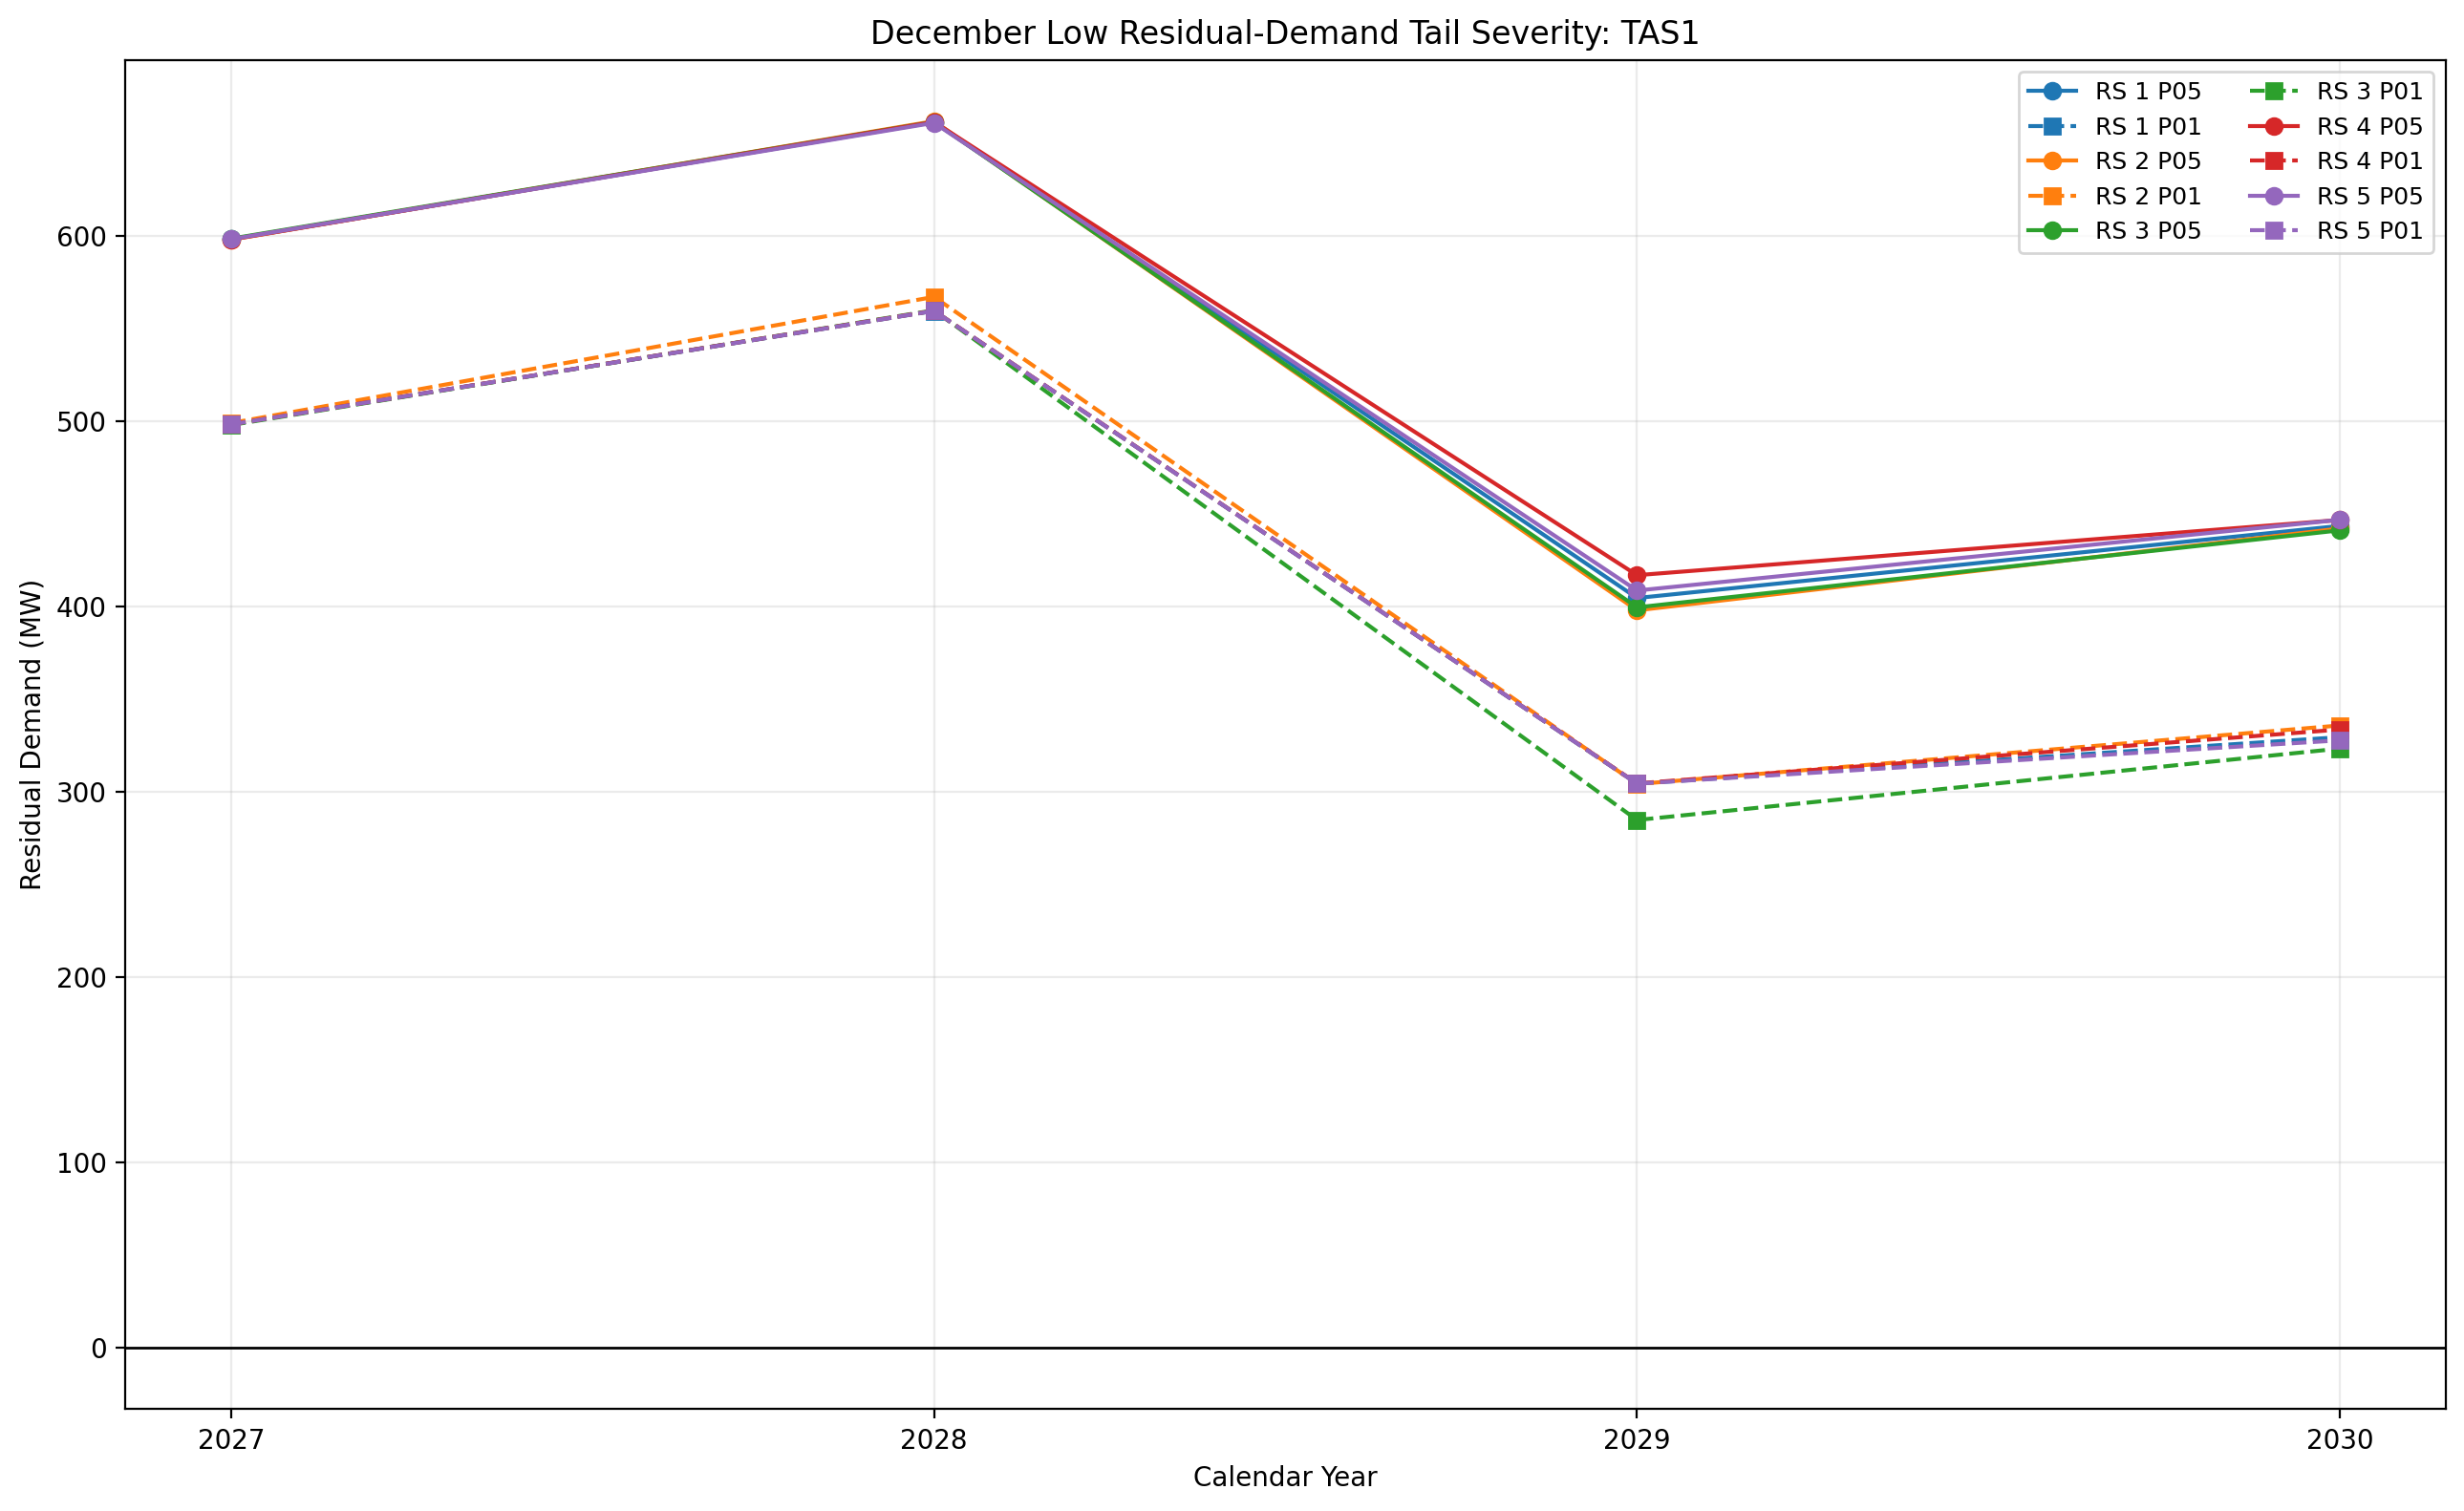 December Low Residual-Demand Tail Severity: TAS1
RS 1 P05
RS 1 P01
RS 2 P05
RS 2 P01
RS 3 P05
RS 3 P01
RS 4 P05
RS 4 P01
RS 5 P05
RS 5 P01
Residual Demand (MW)
600
500
400
300
200
100
0
2027
2028
2029
2030
Calendar Year